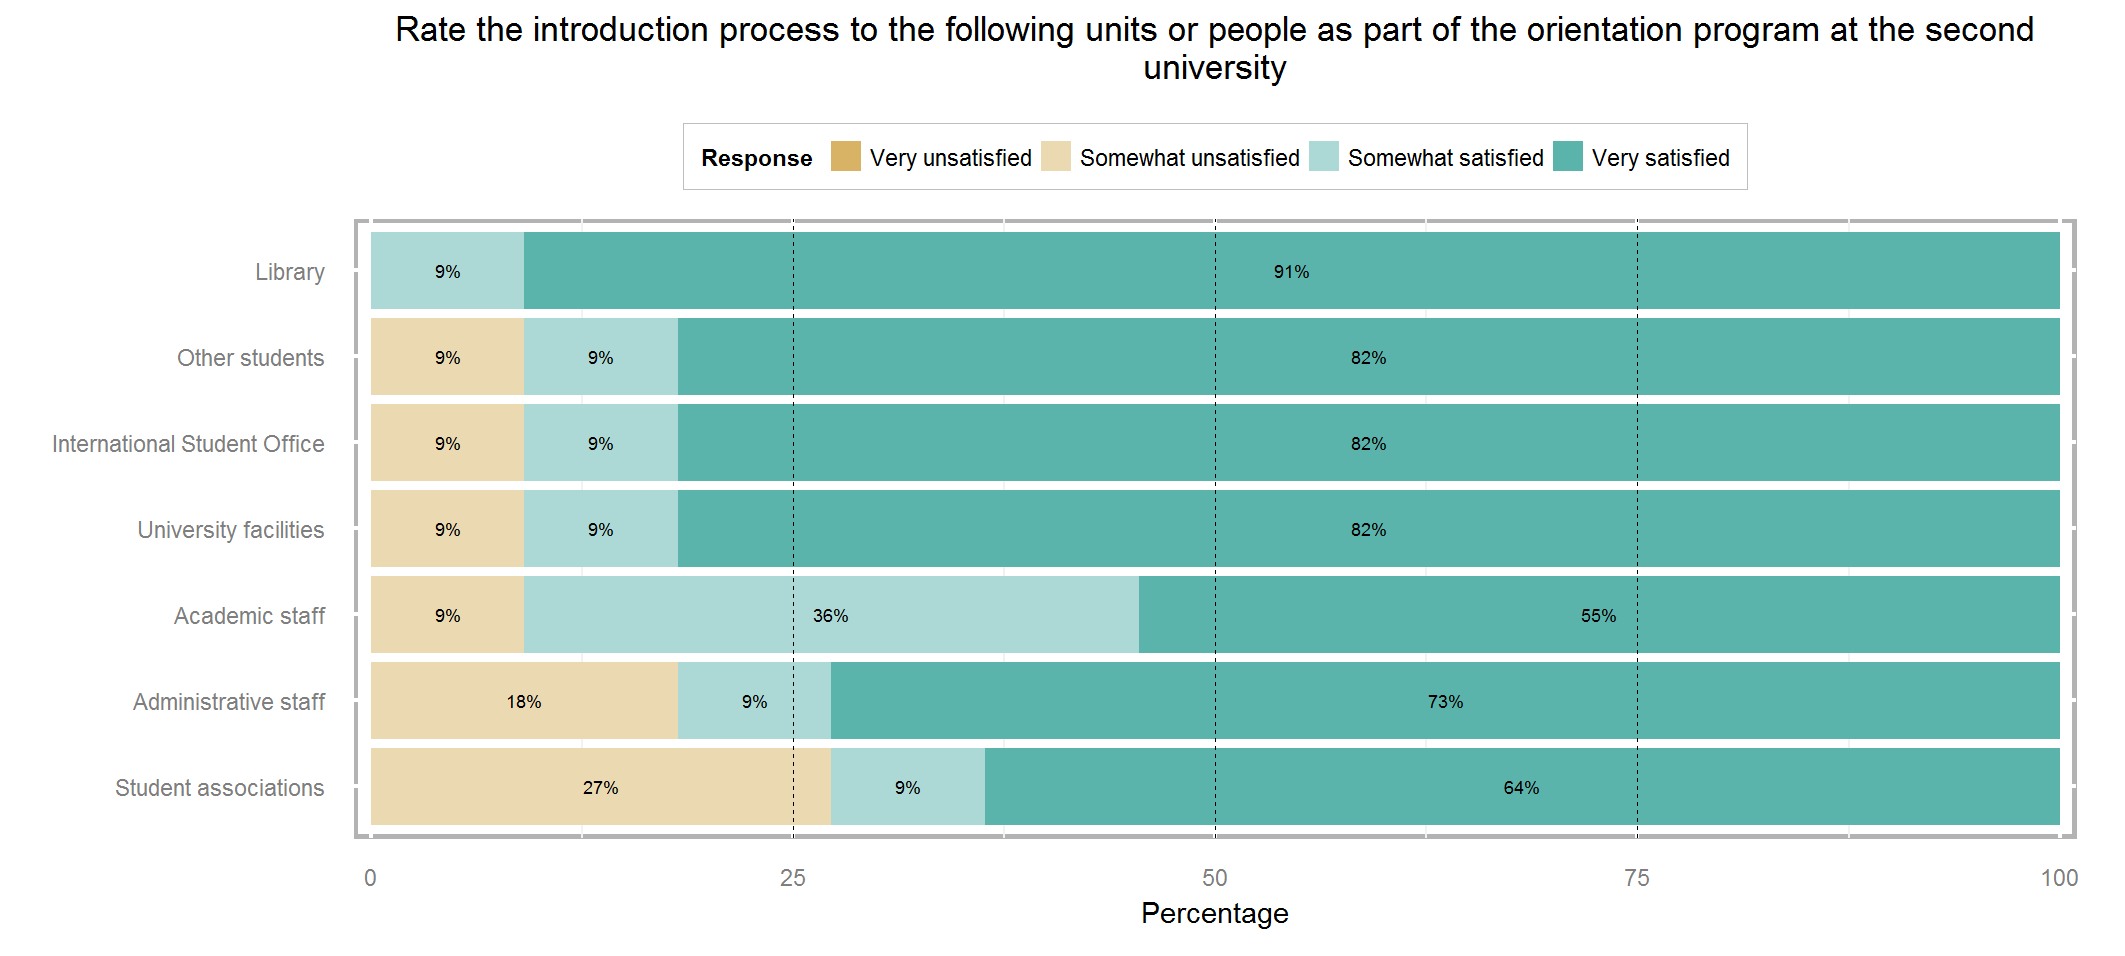 Rate the introduction process to the following units or people as part of the orientation program at the second
university
Response Very unsatisfied Somewhat unsatisfied Somewhat satisfied Very satisfied
Library 9% 91%
Other students 9% 9% 82%
International Student Office 9% 9% 82%
University facilities 9% 9% 82%
Academic staff 9% 36% 55%
Administrative staff 18% 9% 73%
Student associations 27% 9% 64%
0 25 50 75 100
Percentage